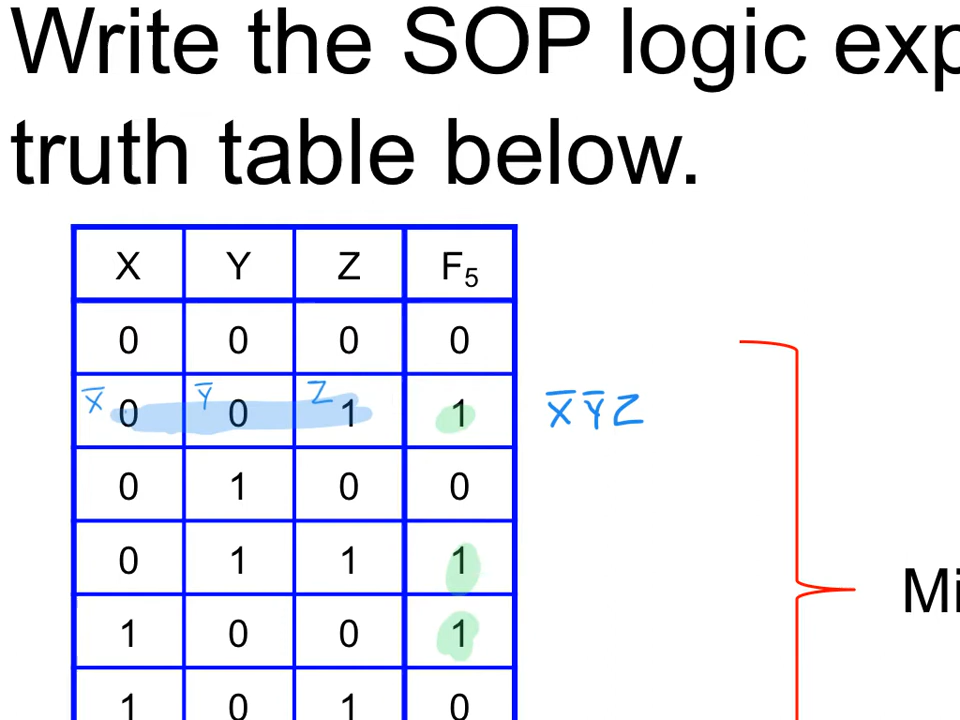 Write the SOP logic exp
truth table below.
X Y Z F₅
0 0 0 0
X̅ 0 Y̅ 0 Z 1 1 X̅ Y̅ Z
0 1 0 0
0 1 1 1
1 0 0 1
1 0 1 0
Mi